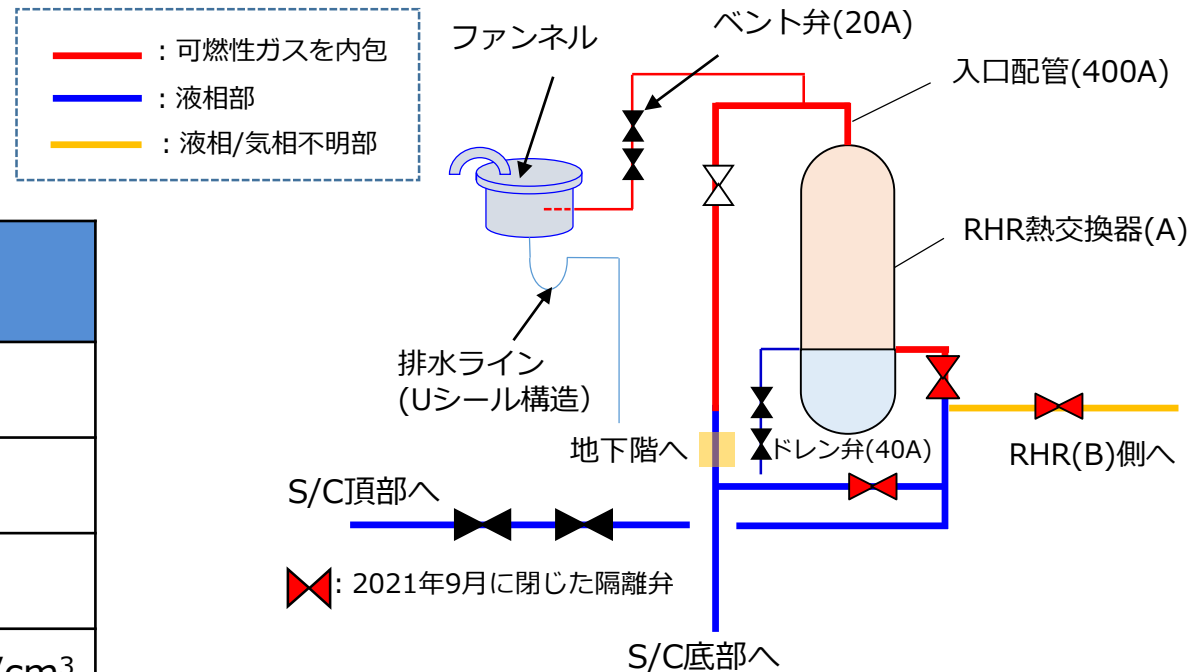 ：可燃性ガスを内包
：液相部
：液相/気相不明部
ファンネル
ベント弁(20A)
入口配管(400A)
RHR熱交換器(A)
排水ライン
(Uシール構造）
地下階へ
ドレン弁(40A)
RHR(B)側へ
S/C頂部へ
：2021年9月に閉じた隔離弁
S/C底部へ
/cm³